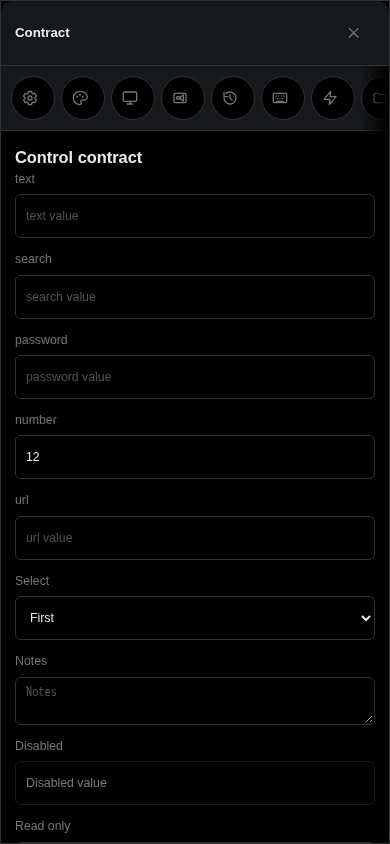 Contract
Control contract
text
text value
search
search value
password
password value
number
12
url
url value
Select
First
Notes
Notes
Disabled
Disabled value
Read only